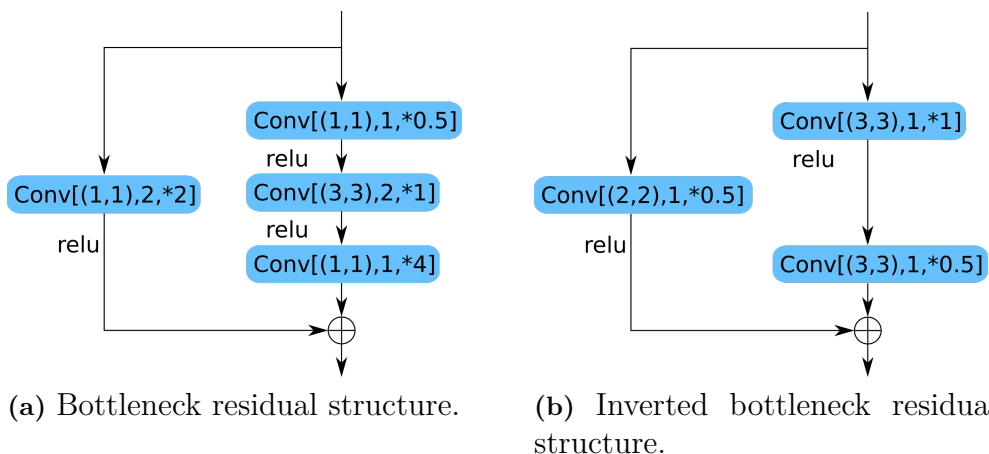 Conv[(1,1),1,*0.5]
relu
Conv[(1,1),2,*2]
Conv[(3,3),2,*1]
relu
relu
Conv[(1,1),1,*4]
(a) Bottleneck residual structure.
Conv[(3,3),1,*1]
relu
Conv[(2,2),1,*0.5]
relu
Conv[(3,3),1,*0.5]
(b) Inverted bottleneck residua
structure.